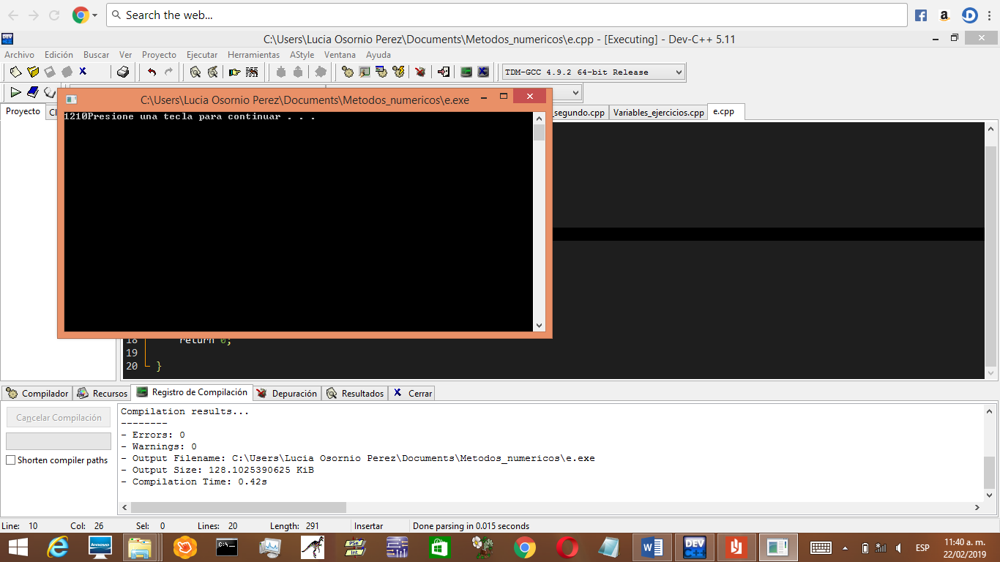 Search the web...
C:\Users\Lucia Osornio Perez\Documents\Metodos_numericos\e.cpp - [Executing] - Dev-C++ 5.11
Archivo Edición Buscar Ver Proyecto Ejecutar Herramientas AStyle Ventana Ayuda
TDM-GCC 4.9.2 64-bit Release
C:\Users\Lucia Osornio Perez\Documents\Metodos_numericos\e.exe
Proyecto Cl _segundo.cpp Variables_ejercicios.cpp e.cpp
1210Presione una tecla para continuar . . .
18 return 0;
19
20 }
Compilador Recursos Registro de Compilación Depuración Resultados Cerrar
Cancelar Compilación
Shorten compiler paths
Compilation results...
--------
- Errors: 0
- Warnings: 0
- Output Filename: C:\Users\Lucia Osornio Perez\Documents\Metodos_numericos\e.exe
- Output Size: 128.1025390625 KiB
- Compilation Time: 0.42s
Line: 10 Col: 26 Sel: 0 Lines: 20 Length: 291 Insertar Done parsing in 0.015 seconds
ESP
11:40 a. m.
22/02/2019